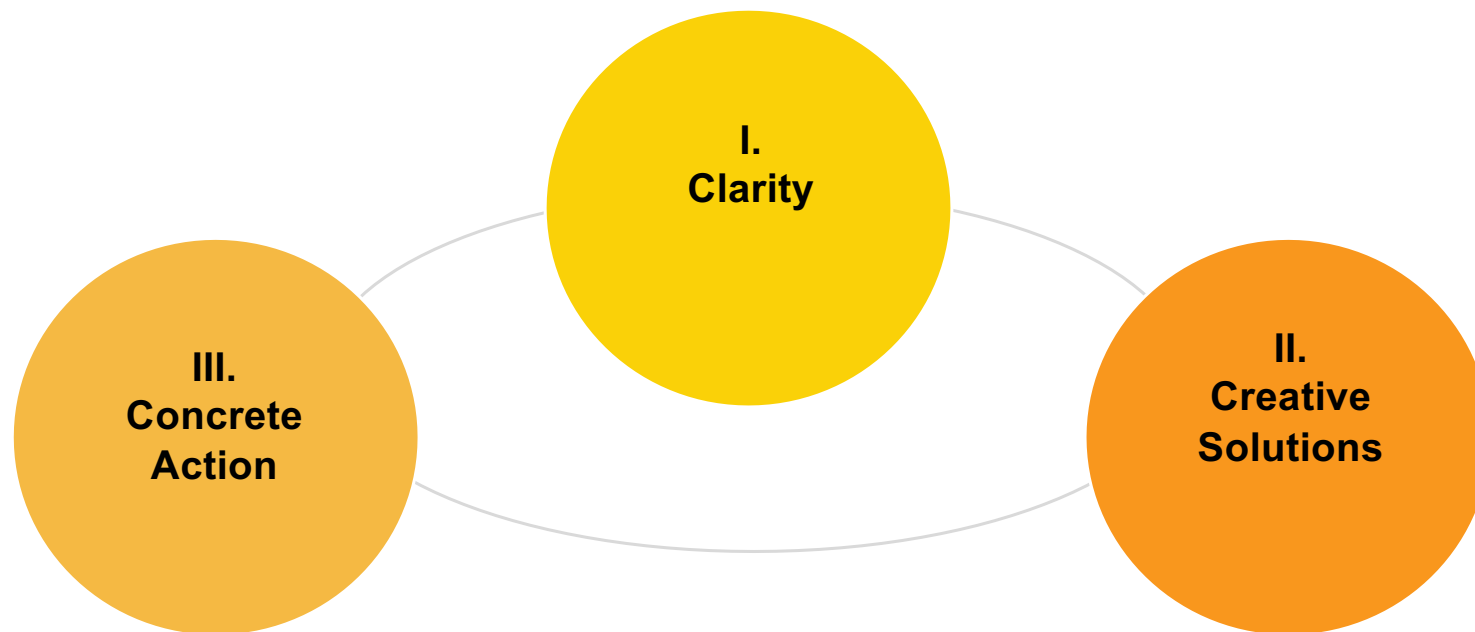 I.
Clarity
II.
Creative
Solutions
III.
Concrete
Action